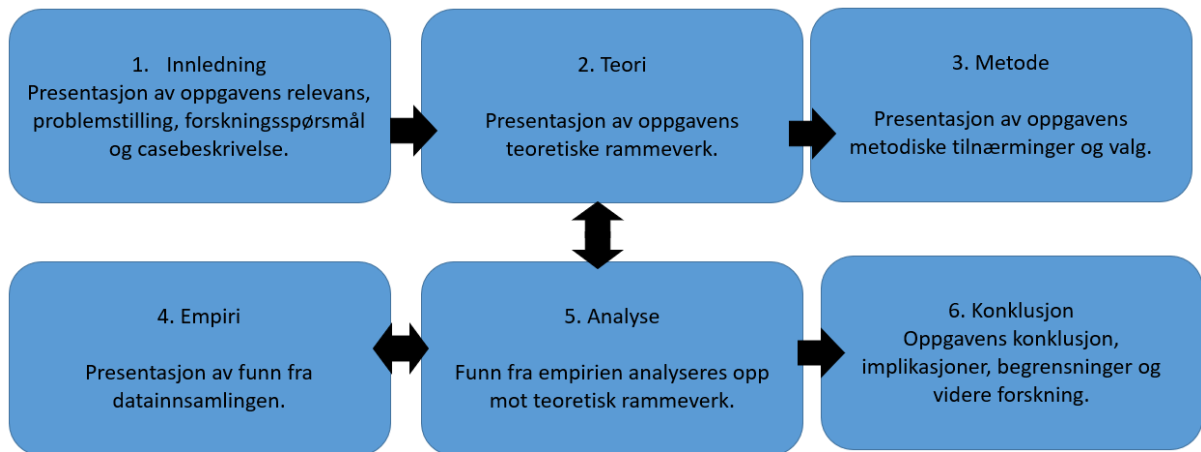 1. Innledning
Presentasjon av oppgavens relevans,
problemstilling, forskningsspørsmål
og casebeskrivelse.
2. Teori
Presentasjon av oppgavens
teoretiske rammeverk.
3. Metode
Presentasjon av oppgavens
metodiske tilnærminger og valg.
4. Empiri
Presentasjon av funn fra
datainnsamlingen.
5. Analyse
Funn fra empirien analyseres opp
mot teoretisk rammeverk.
6. Konklusjon
Oppgavens konklusjon,
implikasjoner, begrensninger og
videre forskning.